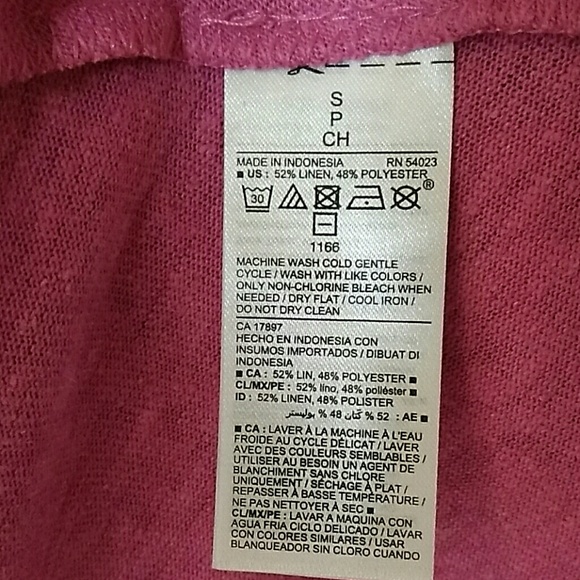 S
P
CH
MADE IN INDONESIA RN 54023
■ US : 52% LINEN, 48% POLYESTER
30 ®
1166
MACHINE WASH COLD GENTLE
CYCLE / WASH WITH LIKE COLORS /
ONLY NON-CHLORINE BLEACH WHEN
NEEDED / DRY FLAT / COOL IRON /
DO NOT DRY CLEAN
CA 17897
HECHO EN INDONESIA CON
INSUMOS IMPORTADOS / DIBUAT DI
INDONESIA
■ CA : 52% LIN, 48% POLYESTER ■
CL/MX/PE : 52% lino, 48% poliéster ■
ID : 52% LINEN, 48% POLISTER
■ AE : 52 % كتان 48 % بوليستر
■ CA : LAVER À LA MACHINE À L'EAU
FROIDE AU CYCLE DÉLICAT / LAVER
AVEC DES COULEURS SEMBLABLES /
UTILISER AU BESOIN UN AGENT DE
BLANCHIMENT SANS CHLORE
UNIQUEMENT / SÉCHAGE À PLAT /
REPASSER À BASSE TEMPÉRATURE /
NE PAS NETTOYER À SEC ■
CL/MX/PE : LAVAR A MAQUINA CON
AGUA FRIA CICLO DELICADO / LAVAR
CON COLORES SIMILARES / USAR
BLANQUEADOR SIN CLORO CUANDO